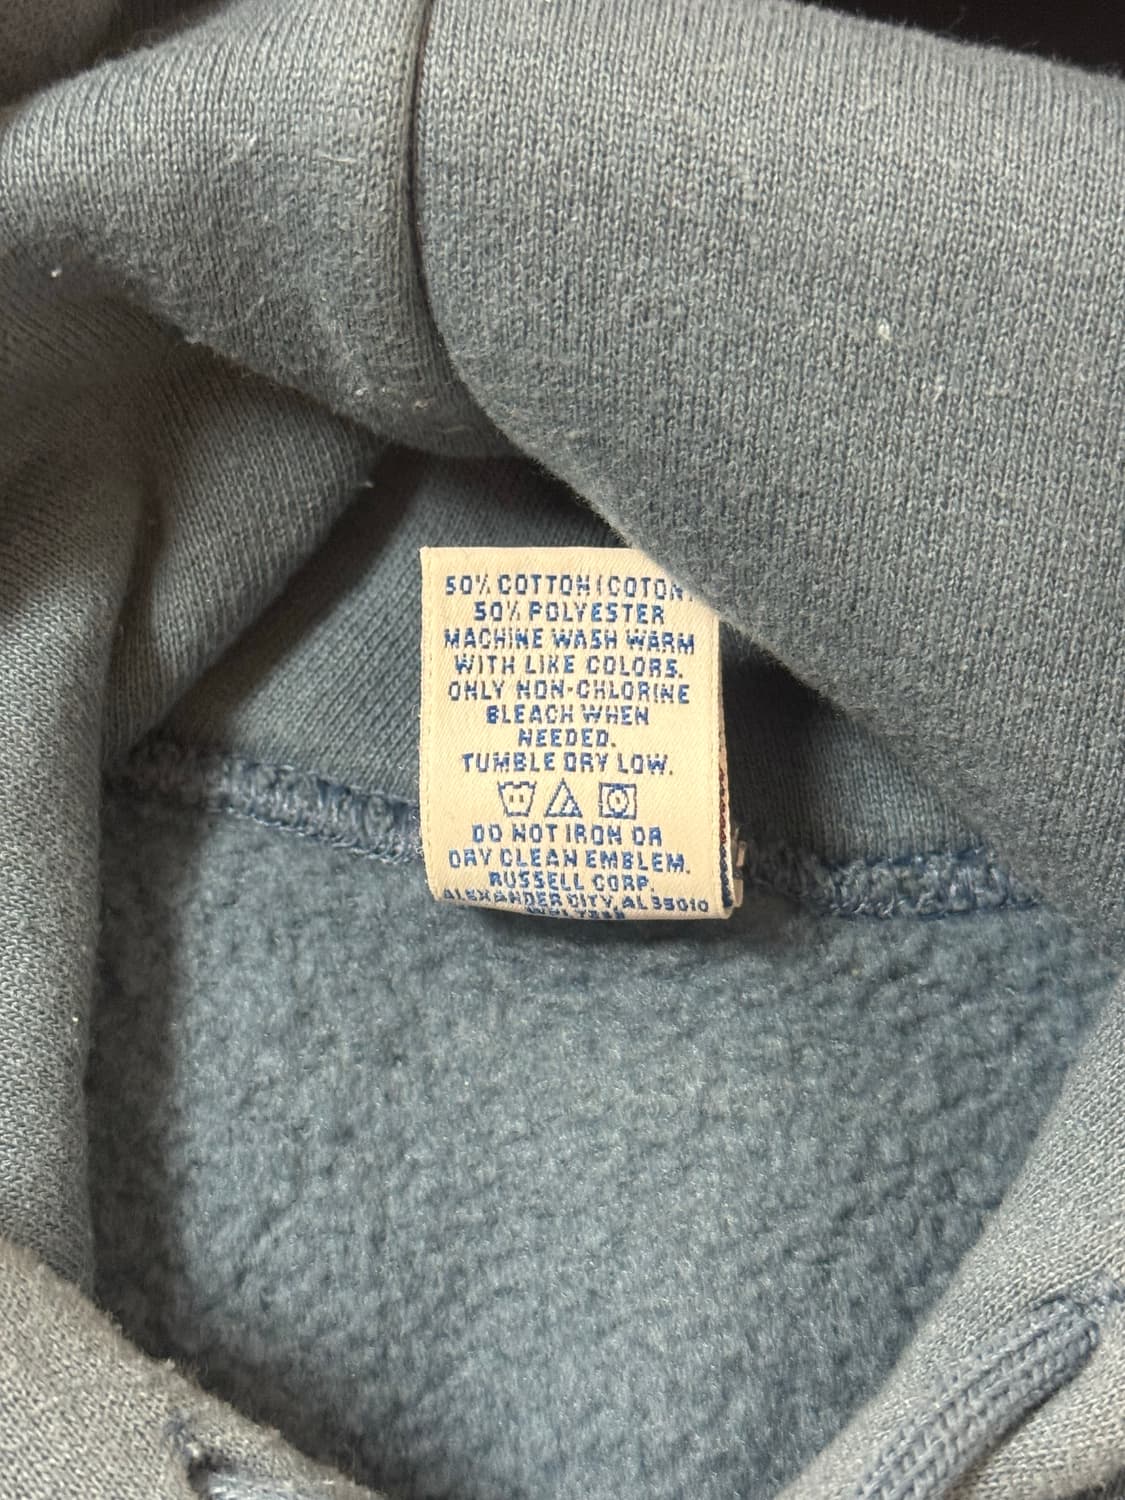 50% COTTON (COTON)
50% POLYESTER
MACHINE WASH WARM
WITH LIKE COLORS.
ONLY NON-CHLORINE
BLEACH WHEN
NEEDED.
TUMBLE DRY LOW.
DO NOT IRON OR
DRY CLEAN EMBLEM.
RUSSELL CORP.
ALEXANDER CITY, AL 35010